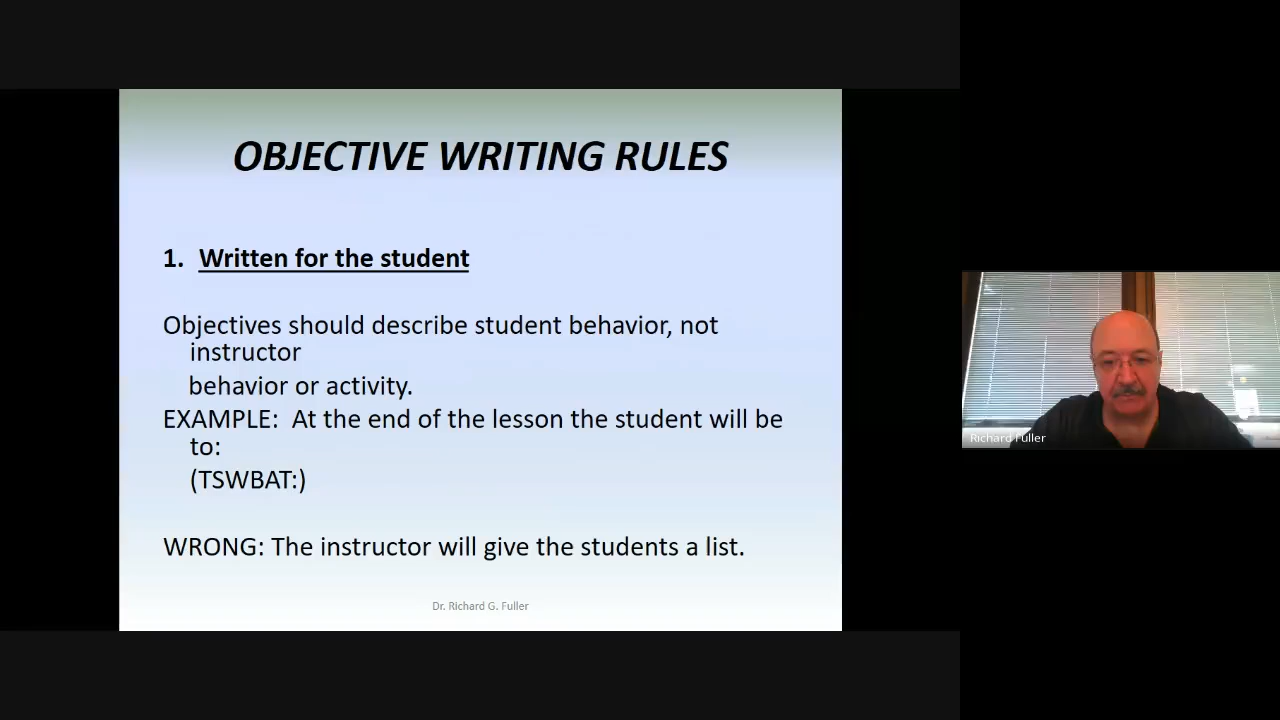 OBJECTIVE WRITING RULES
1. Written for the student
Objectives should describe student behavior, not
instructor
behavior or activity.
EXAMPLE: At the end of the lesson the student will be
to:
(TSWBAT:)
WRONG: The instructor will give the students a list.
Dr. Richard G. Fuller
Richard Fuller